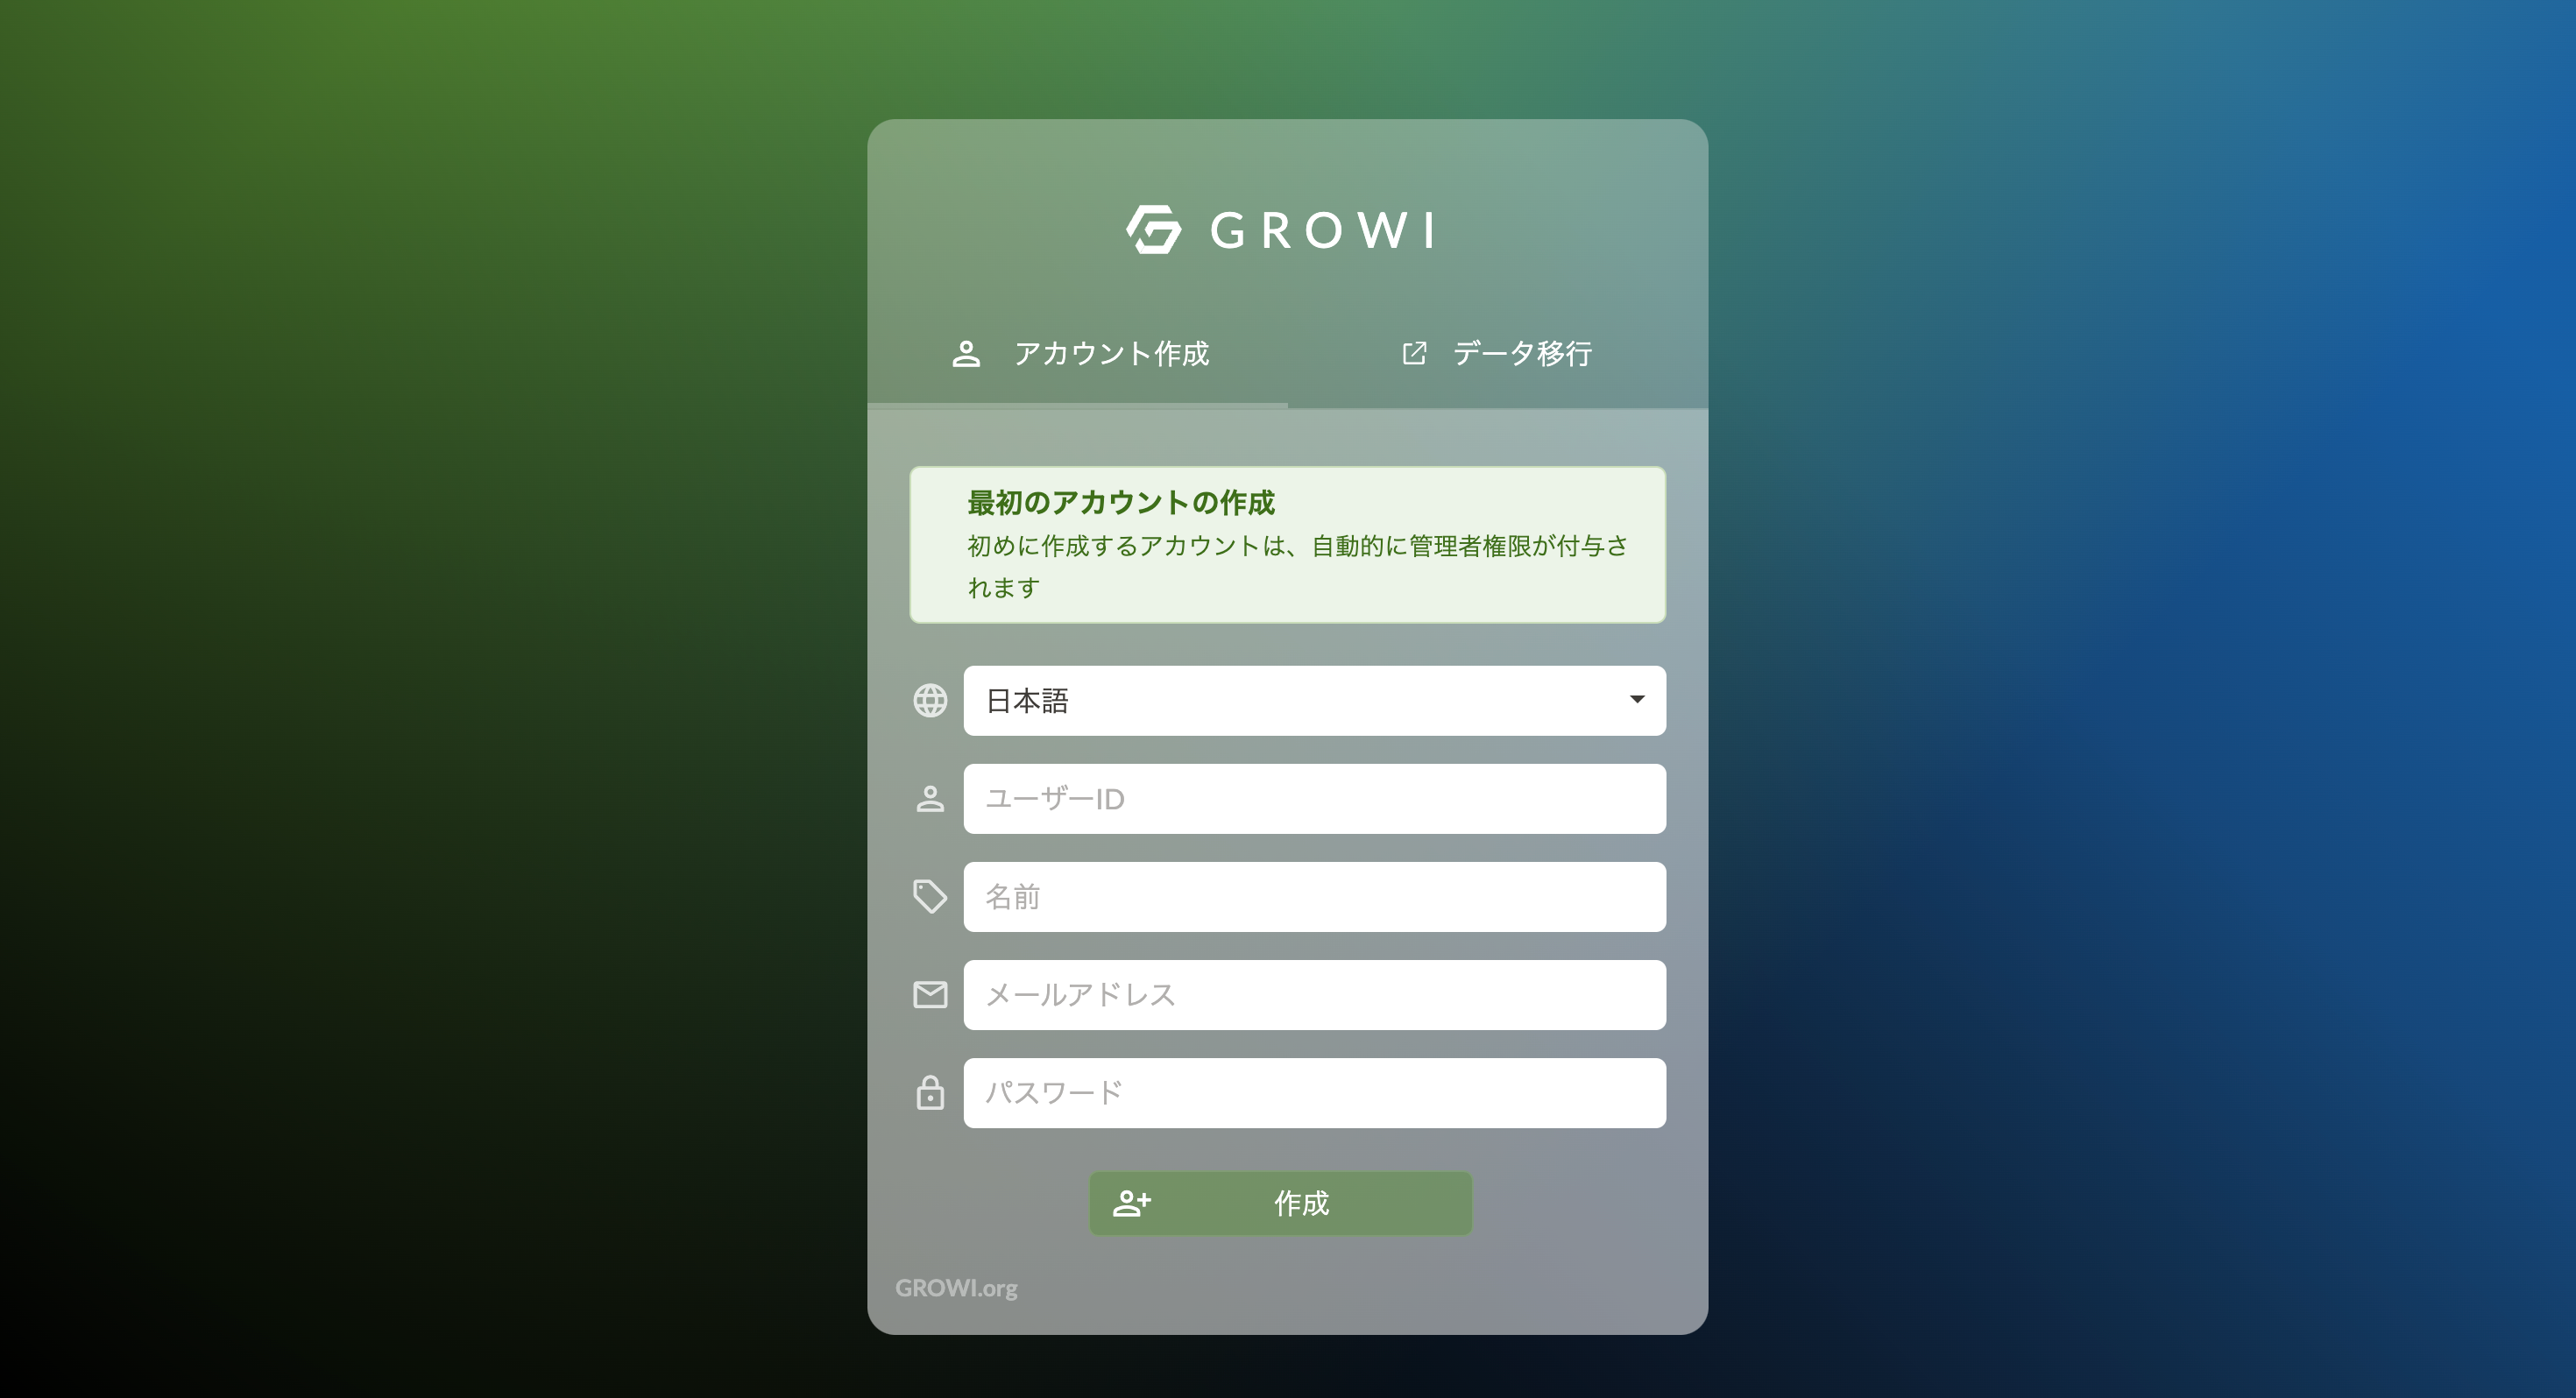 GROWI
アカウント作成
データ移行
最初のアカウントの作成
初めに作成するアカウントは、自動的に管理者権限が付与さ
れます
日本語
ユーザーID
名前
メールアドレス
パスワード
作成
GROWI.org